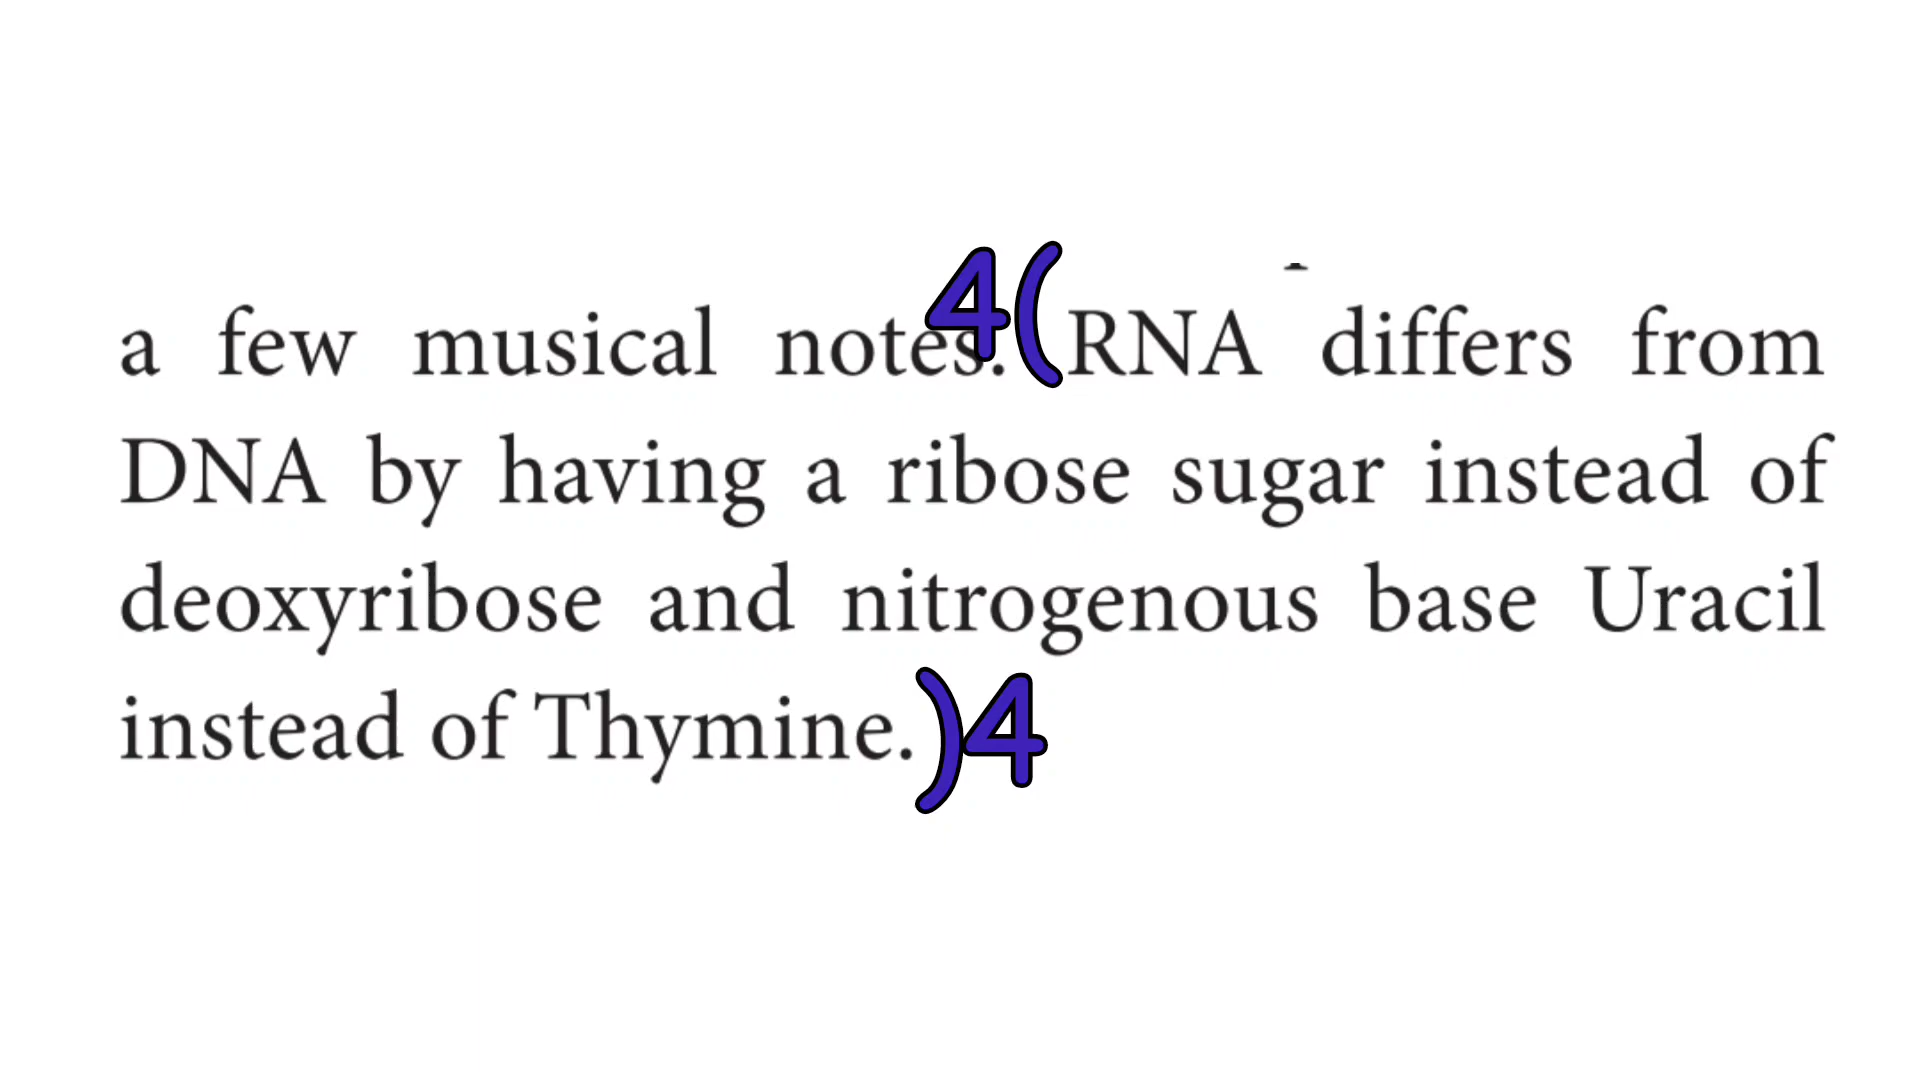 a few musical notes. 4( RNA differs from
DNA by having a ribose sugar instead of
deoxyribose and nitrogenous base Uracil
instead of Thymine. )4